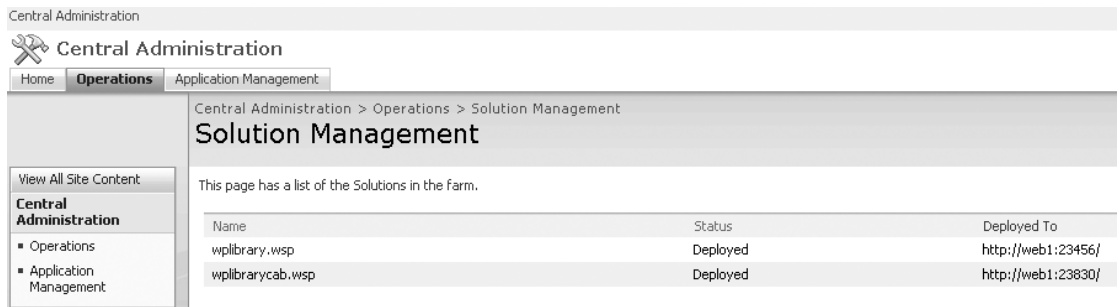 Central Administration
Central Administration
Home Operations Application Management
Central Administration > Operations > Solution Management
Solution Management
View All Site Content
Central
Administration
Operations
Application
Management
This page has a list of the Solutions in the farm.
Name Status Deployed To
wplibrary.wsp Deployed http://web1:23456/
wplibrarycab.wsp Deployed http://web1:23830/